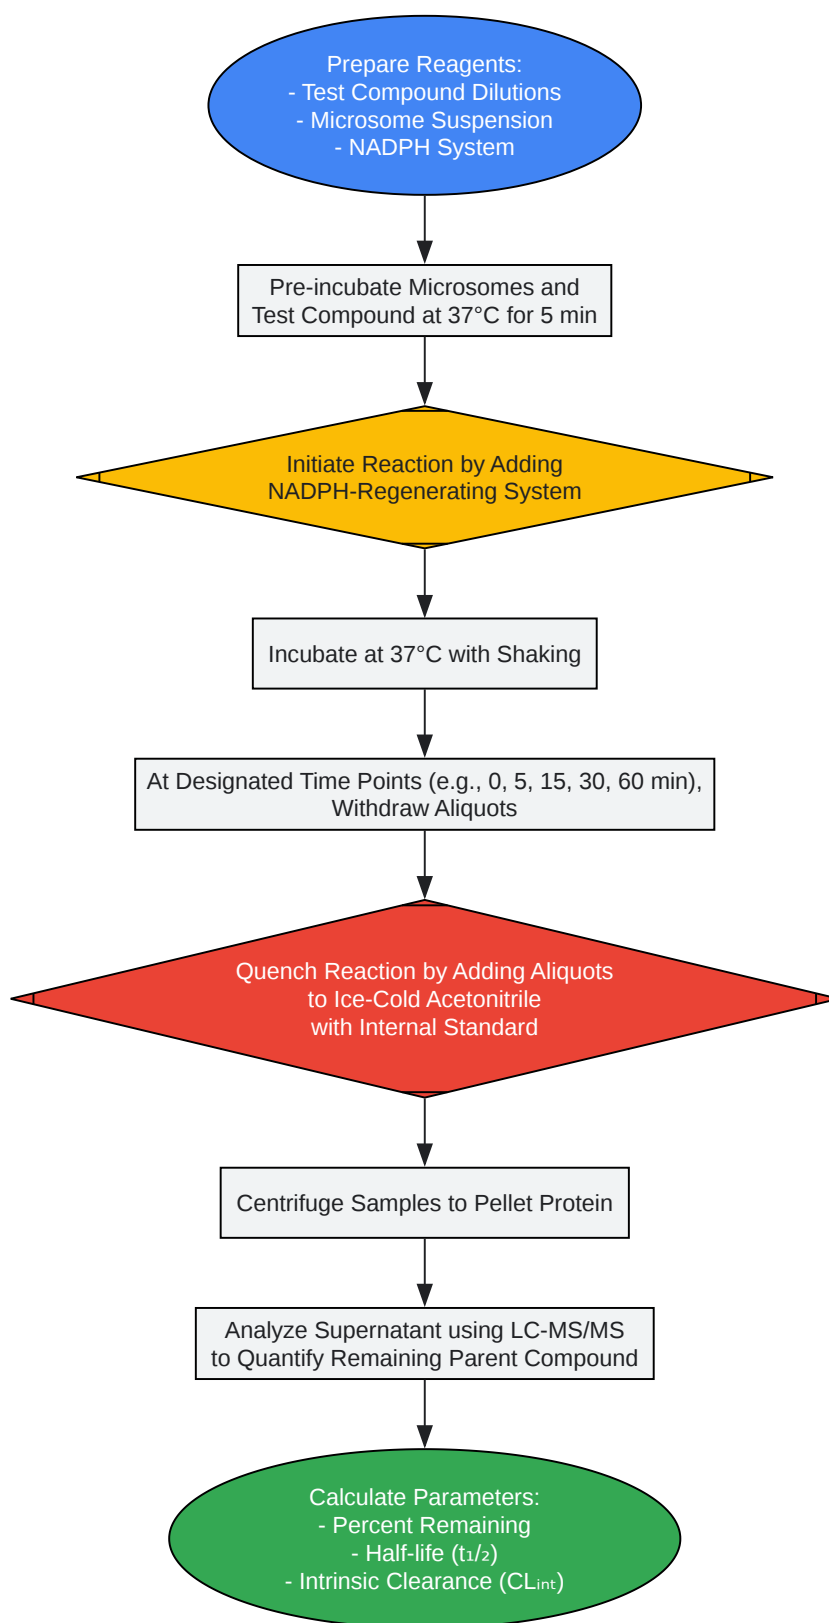 Prepare Reagents:
- Test Compound Dilutions
- Microsome Suspension
- NADPH System
Pre-incubate Microsomes and
Test Compound at 37°C for 5 min
Initiate Reaction by Adding
NADPH-Regenerating System
Incubate at 37°C with Shaking
At Designated Time Points (e.g., 0, 5, 15, 30, 60 min),
Withdraw Aliquots
Quench Reaction by Adding Aliquots
to Ice-Cold Acetonitrile
with Internal Standard
Centrifuge Samples to Pellet Protein
Analyze Supernatant using LC-MS/MS
to Quantify Remaining Parent Compound
Calculate Parameters:
- Percent Remaining
- Half-life (t₁/₂)
- Intrinsic Clearance (CLᵢₙₜ)